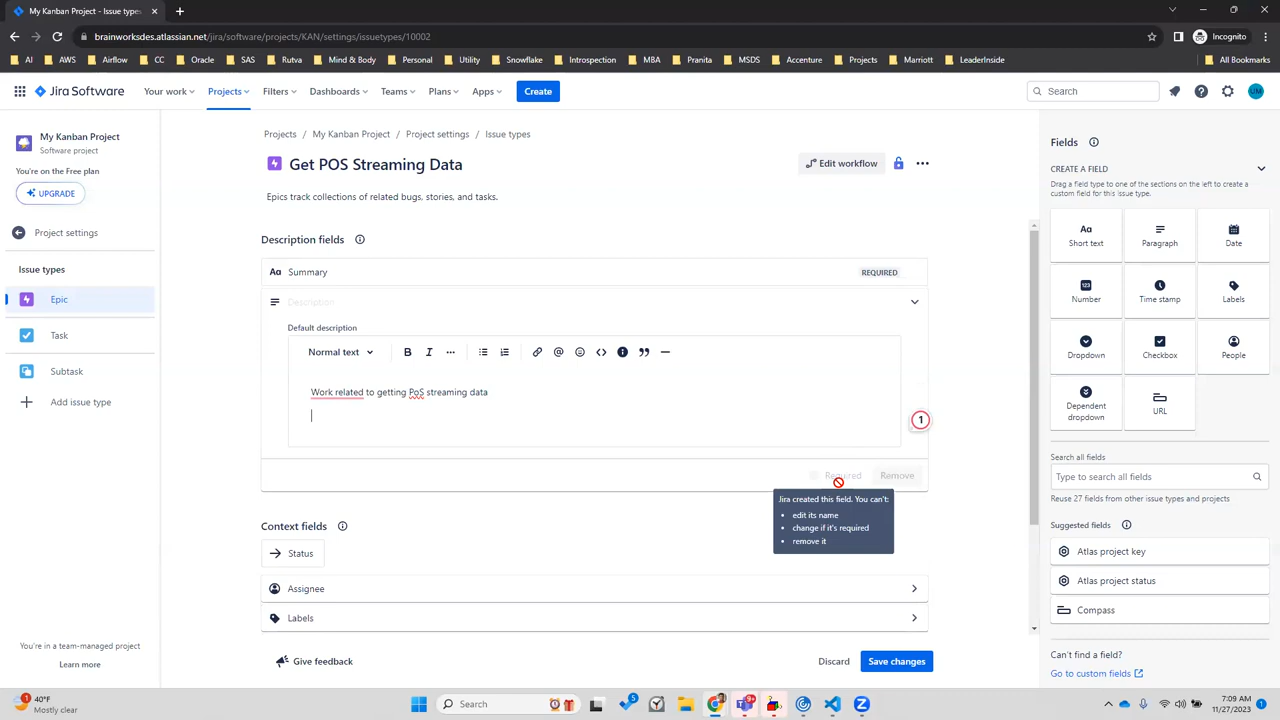 My Kanban Project - Issue types
brainworksdes.atlassian.net/jira/software/projects/KAN/settings/issuetypes/10002
Incognito
AI AWS Airflow CC Oracle SAS Rutva Mind & Body Personal Utility Snowflake Introspection MBA Pranita MSDS Accenture Projects Marriott LeaderInside All Bookmarks
Jira Software Your work Projects Filters Dashboards Teams Plans Apps Create Search
My Kanban Project
Software project
You're on the Free plan
UPGRADE
Project settings
Issue types
Epic
Task
Subtask
Add issue type
You're in a team-managed project
Learn more
Projects / My Kanban Project / Project settings / Issue types
Get POS Streaming Data
Edit workflow
Epics track collections of related bugs, stories, and tasks.
Description fields
Aa Summary REQUIRED
Description
Default description
Normal text B I
Work related to getting PoS streaming data
1
Required Remove
Jira created this field. You can't:
• edit its name
• change if it's required
• remove it
Context fields
Status
Assignee
Labels
Give feedback
Discard Save changes
Fields
CREATE A FIELD
Drag a field type to one of the sections on the left to create a
custom field for this issue type.
Aa
Short text Paragraph Date
123
Number Time stamp Labels
Dropdown Checkbox People
Dependent
dropdown
URL
Search all fields
Type to search all fields
Reuse 27 fields from other issue types and projects
Suggested fields
Atlas project key
Atlas project status
Compass
Can't find a field?
Go to custom fields
1 40°F
Mostly clear
Search
5
9+
7:09 AM
11/27/2023